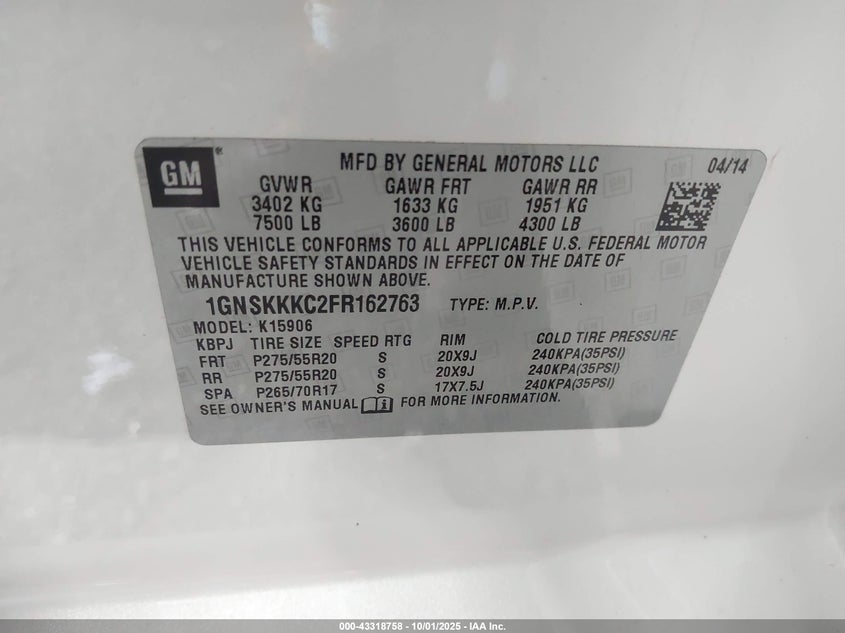 GM
MFD BY GENERAL MOTORS LLC 04/14
GVWR GAWR FRT GAWR RR
3402 KG 1633 KG 1951 KG
7500 LB 3600 LB 4300 LB
THIS VEHICLE CONFORMS TO ALL APPLICABLE U.S. FEDERAL MOTOR
VEHICLE SAFETY STANDARDS IN EFFECT ON THE DATE OF
MANUFACTURE SHOWN ABOVE.
1GNSKKKC2FR162763 TYPE: M.P.V.
MODEL: K15906
KBPJ TIRE SIZE SPEED RTG RIM COLD TIRE PRESSURE
FRT P275/55R20 S 20X9J 240KPA(35PSI)
RR P275/55R20 S 20X9J 240KPA(35PSI)
SPA P265/70R17 S 17X7.5J 240KPA(35PSI)
SEE OWNER'S MANUAL i FOR MORE INFORMATION.
000-43318758 - 10/01/2025 - IAA Inc.